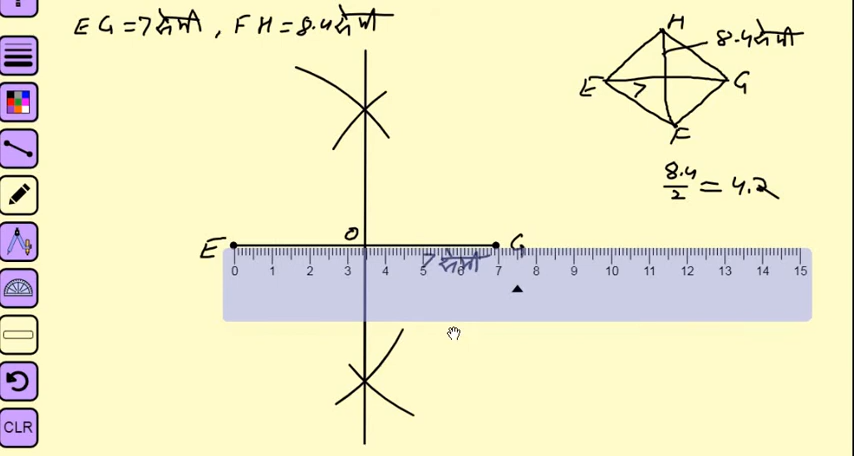 EG = 7 सेमी, FH = 8.4 सेमी
H
8.4 सेमी
E
7
G
F
8.4
2
= 4.2
E
O
G
7 सेमी
0 1 2 3 4 5 6 7 8 9 10 11 12 13 14 15
CLR